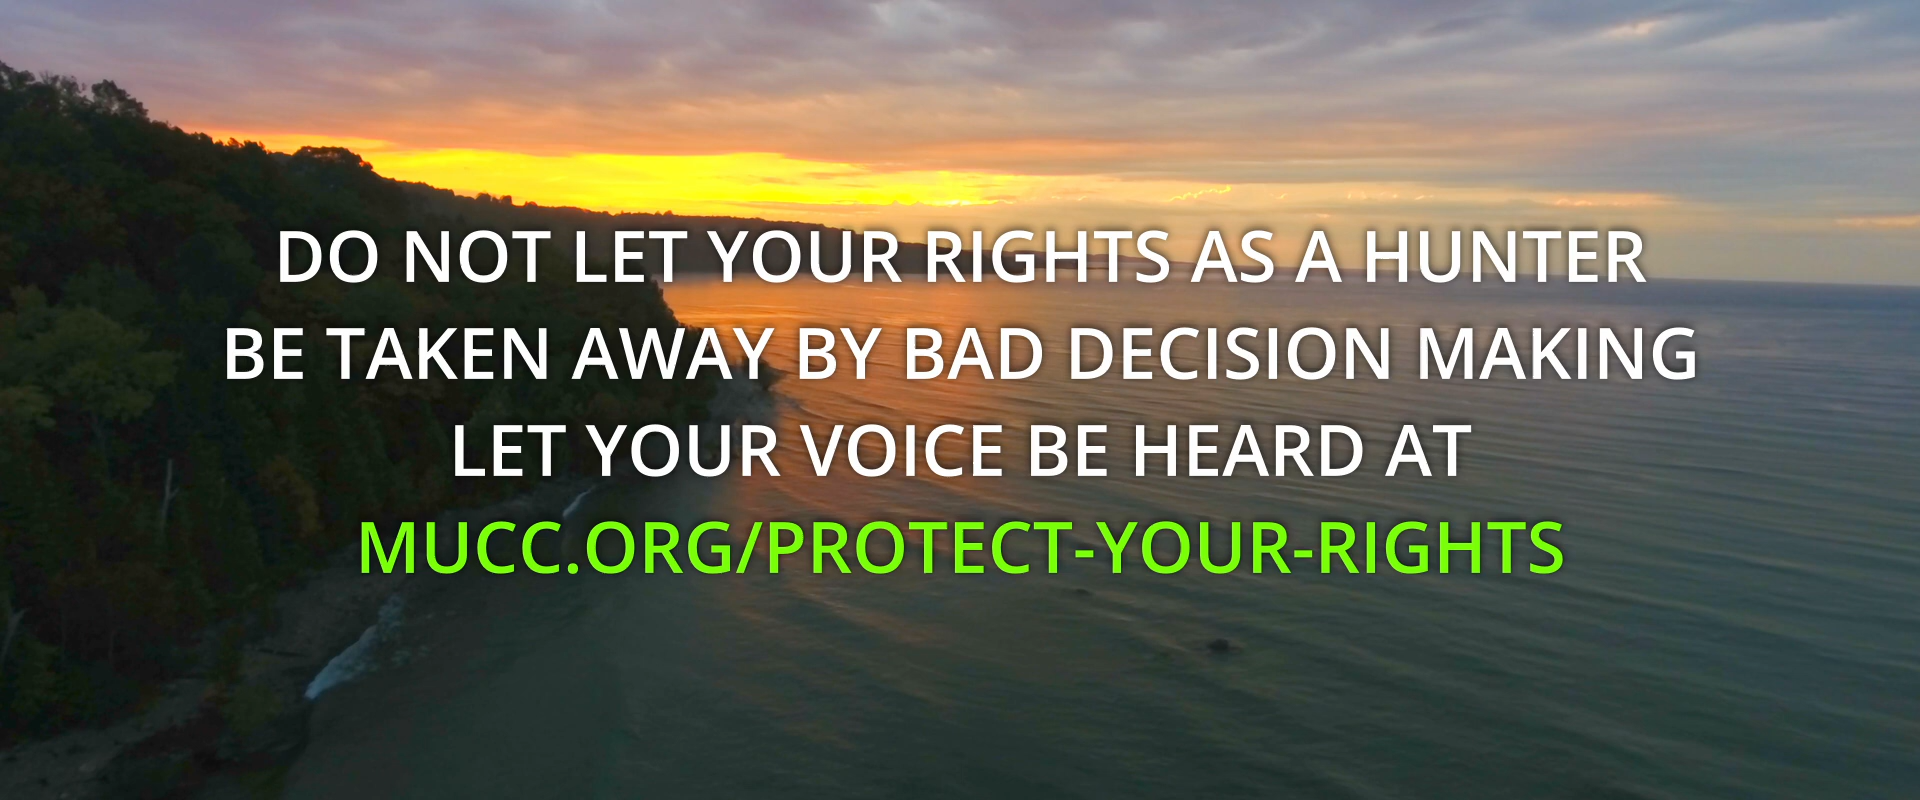 DO NOT LET YOUR RIGHTS AS A HUNTER
BE TAKEN AWAY BY BAD DECISION MAKING
LET YOUR VOICE BE HEARD AT
MUCC.ORG/PROTECT-YOUR-RIGHTS